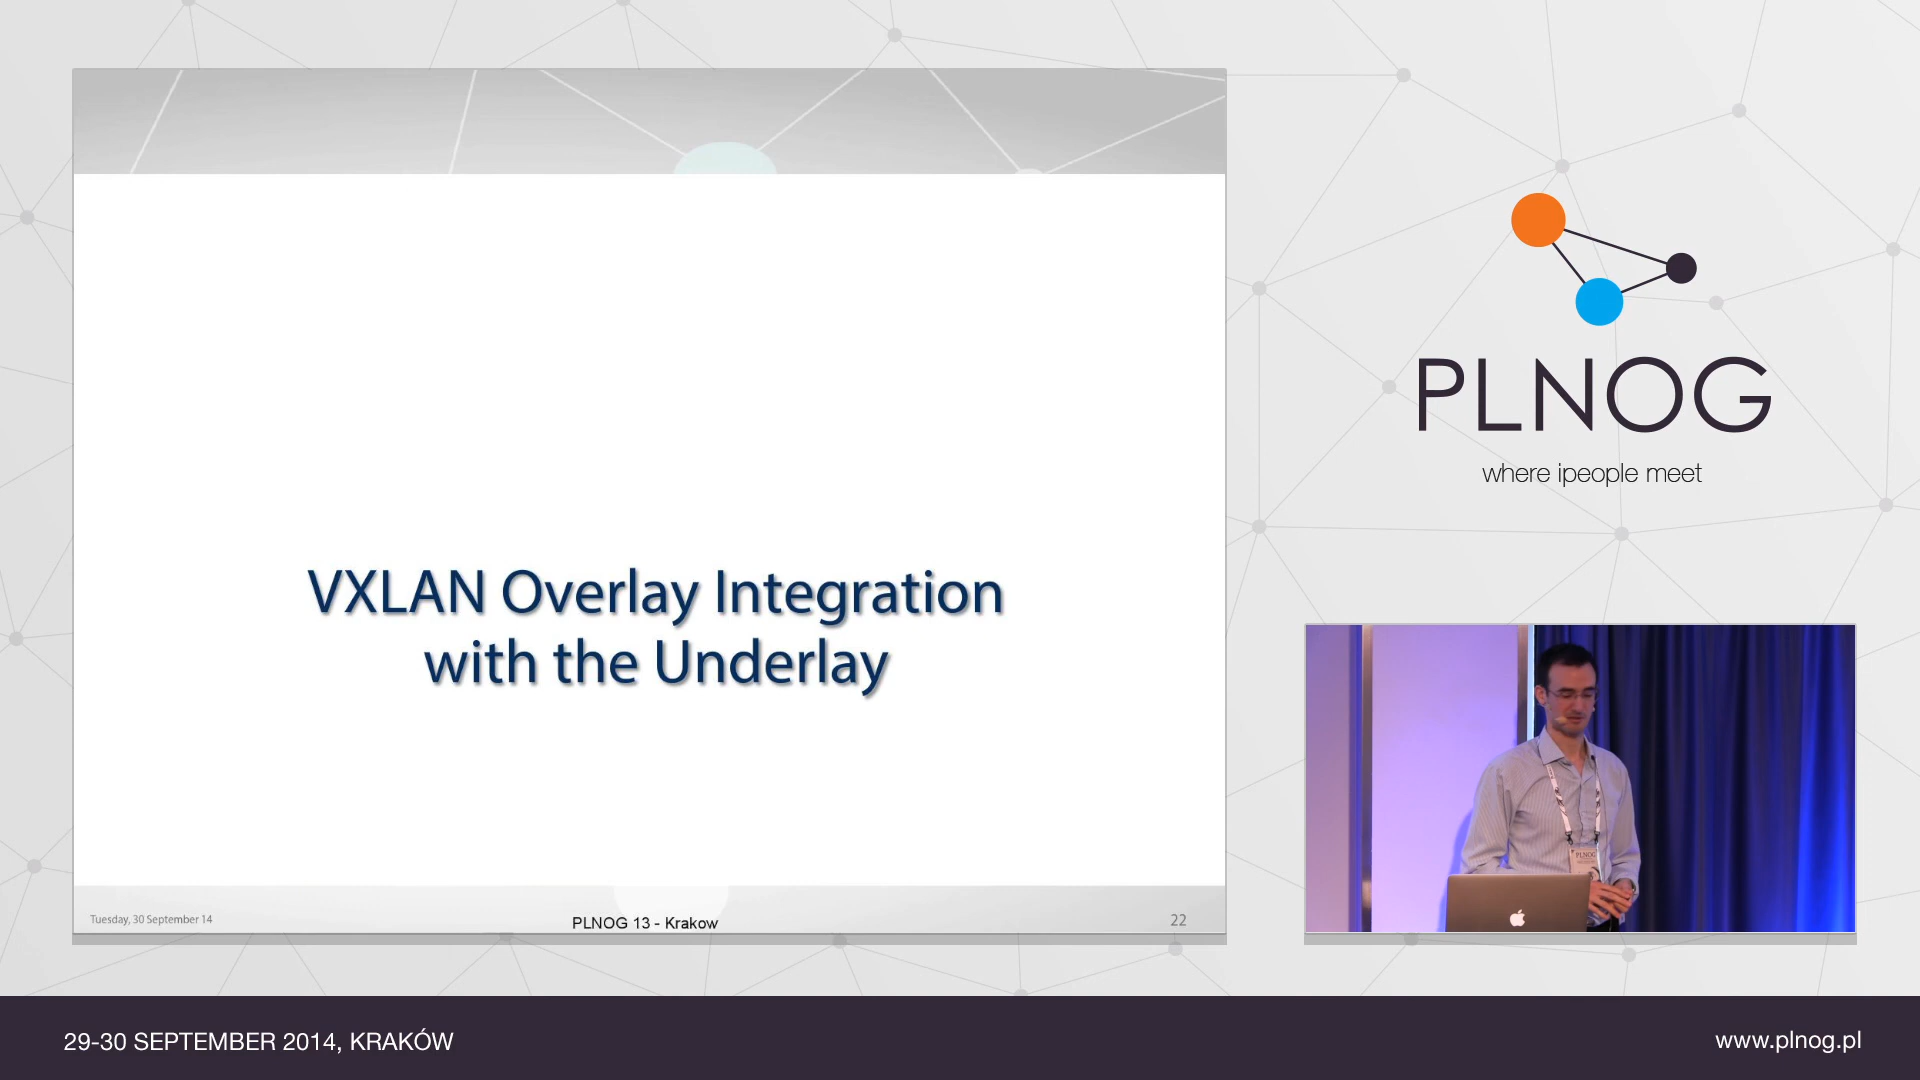 VXLAN Overlay Integration
with the Underlay
Tuesday, 30 September 14
PLNOG 13 - Krakow
22
PLNOG
where ipeople meet
PLNOG
29-30 SEPTEMBER 2014, KRAKÓW
www.plnog.pl